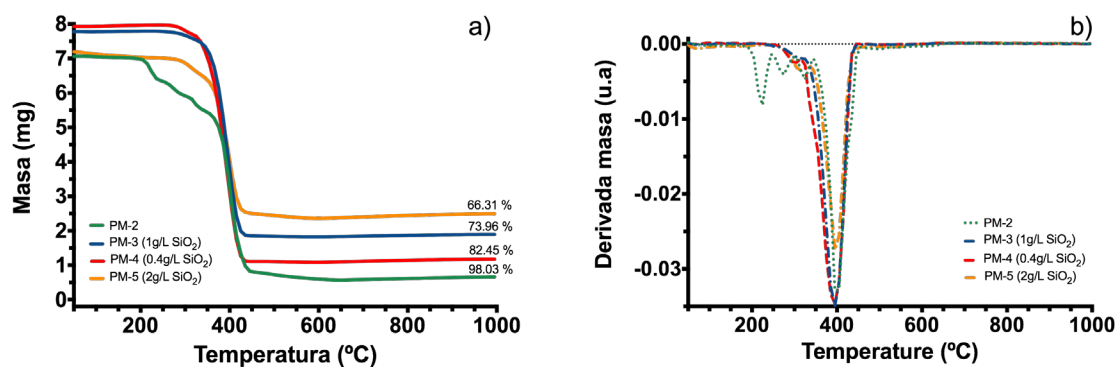 a)
Masa (mg)
8
7
6
5
4
3
2
1
0
66.31 %
73.96 %
82.45 %
98.03 %
PM-2
PM-3 (1g/L SiO₂)
PM-4 (0.4g/L SiO₂)
PM-5 (2g/L SiO₂)
200 400 600 800 1000
Temperatura (ºC)
b)
Derivada masa (u.a)
0.00
-0.01
-0.02
-0.03
PM-2
PM-3 (1g/L SiO₂)
PM-4 (0.4g/L SiO₂)
PM-5 (2g/L SiO₂)
200 400 600 800 1000
Temperature (ºC)